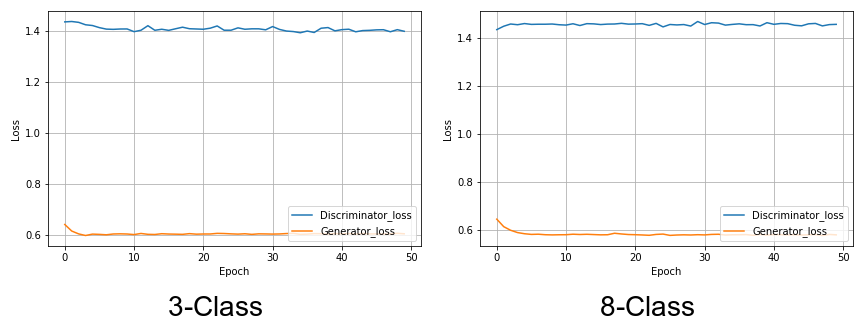 1.4
1.2
1.0
0.8
0.6
Loss
0 10 20 30 40 50
Epoch
Discriminator_loss
Generator_loss
3-Class
1.4
1.2
1.0
0.8
0.6
Loss
0 10 20 30 40 50
Epoch
Discriminator_loss
Generator_loss
8-Class